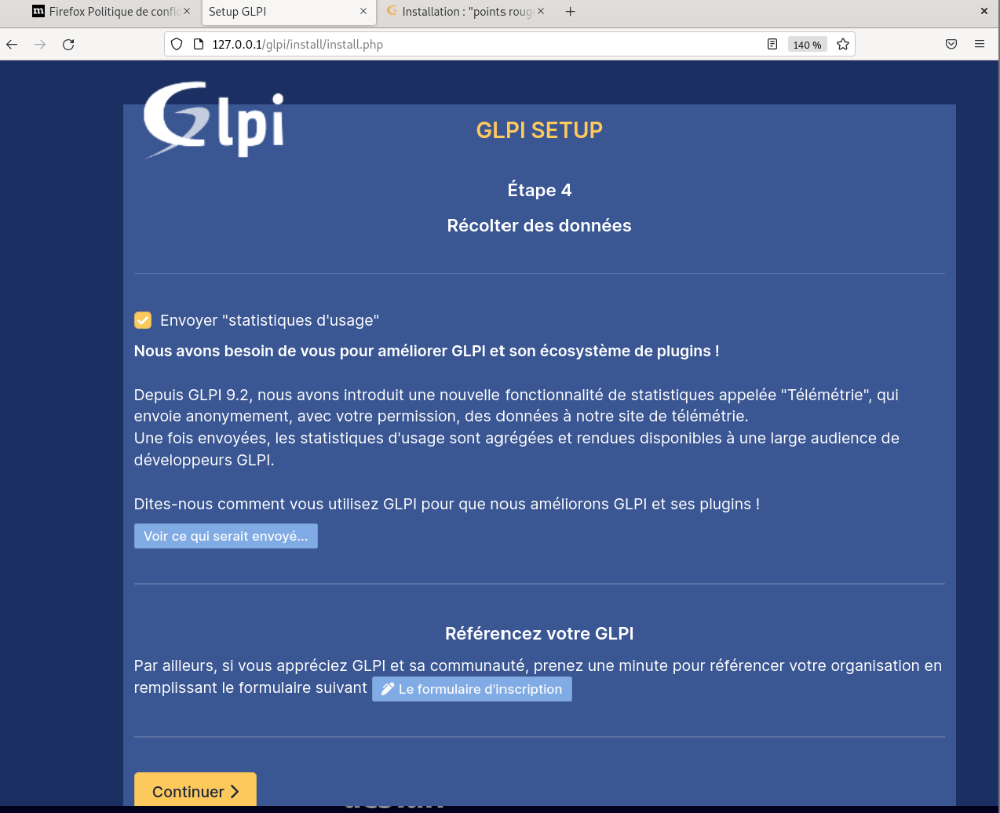 Firefox Politique de confid
Setup GLPI
Installation : "points roug
127.0.0.1/glpi/install/install.php
140 %
Glpi
GLPI SETUP
Étape 4
Récolter des données
Envoyer "statistiques d'usage"
Nous avons besoin de vous pour améliorer GLPI et son écosystème de plugins !
Depuis GLPI 9.2, nous avons introduit une nouvelle fonctionnalité de statistiques appelée "Télémétrie", qui
envoie anonymement, avec votre permission, des données à notre site de télémétrie.
Une fois envoyées, les statistiques d'usage sont agrégées et rendues disponibles à une large audience de
développeurs GLPI.
Dites-nous comment vous utilisez GLPI pour que nous améliorons GLPI et ses plugins !
Voir ce qui serait envoyé...
Référencez votre GLPI
Par ailleurs, si vous appréciez GLPI et sa communauté, prenez une minute pour référencer votre organisation en
remplissant le formulaire suivant Le formulaire d'inscription
Continuer